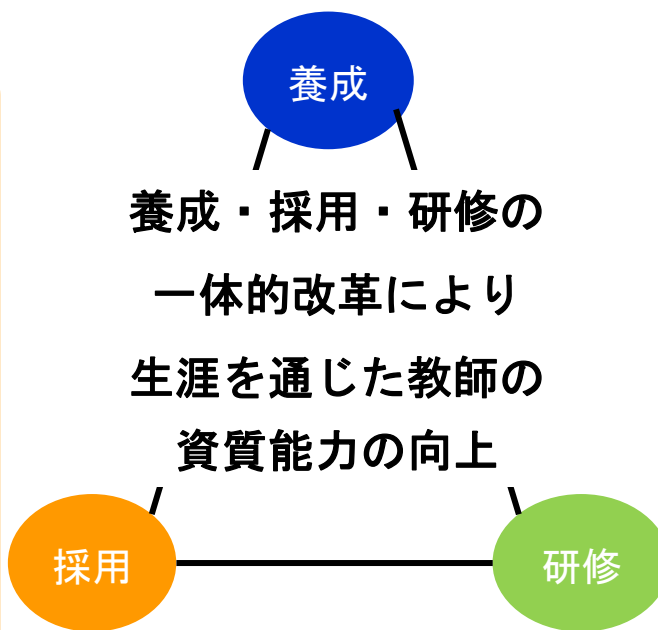 養成
養成・採用・研修の
一体的改革により
生涯を通じた教師の
資質能力の向上
採用
研修